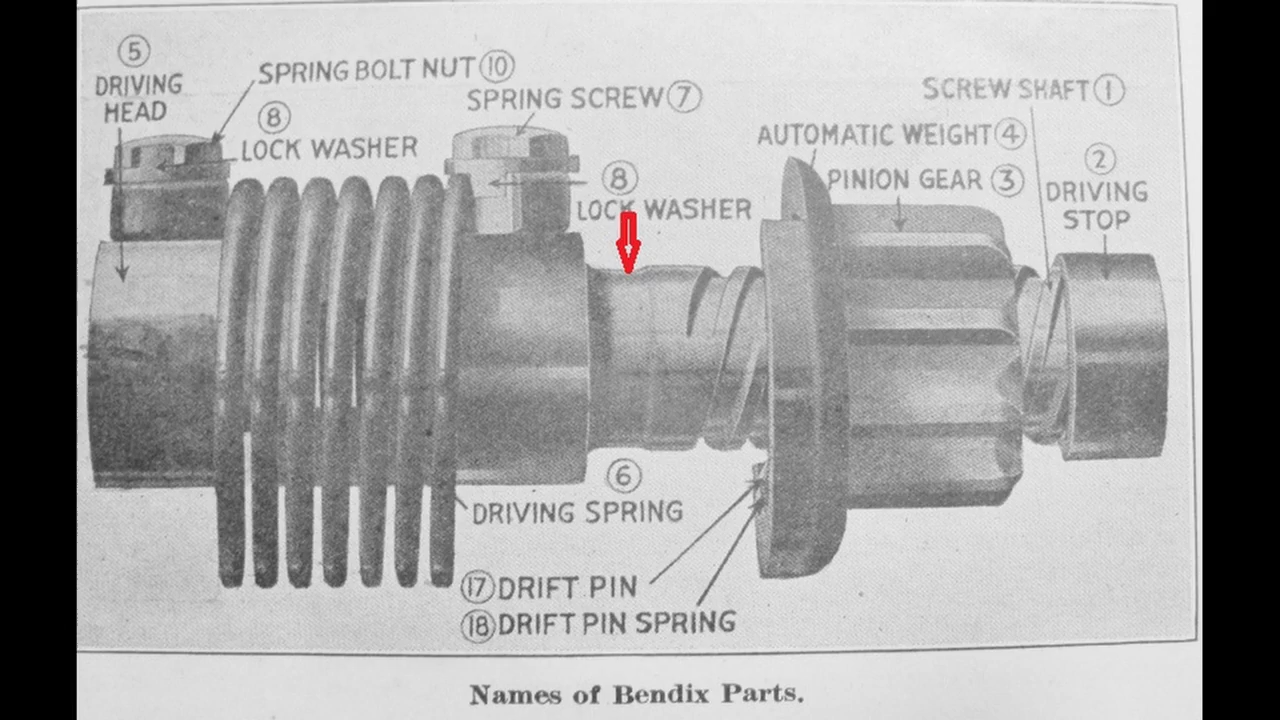 ⑤
DRIVING
HEAD
SPRING BOLT NUT ⑩
⑧
LOCK WASHER
SPRING SCREW ⑦
⑧
LOCK WASHER
AUTOMATIC WEIGHT ④
PINION GEAR ③
SCREW SHAFT ①
②
DRIVING
STOP
⑥
DRIVING SPRING
⑰ DRIFT PIN
⑱ DRIFT PIN SPRING
Names of Bendix Parts.